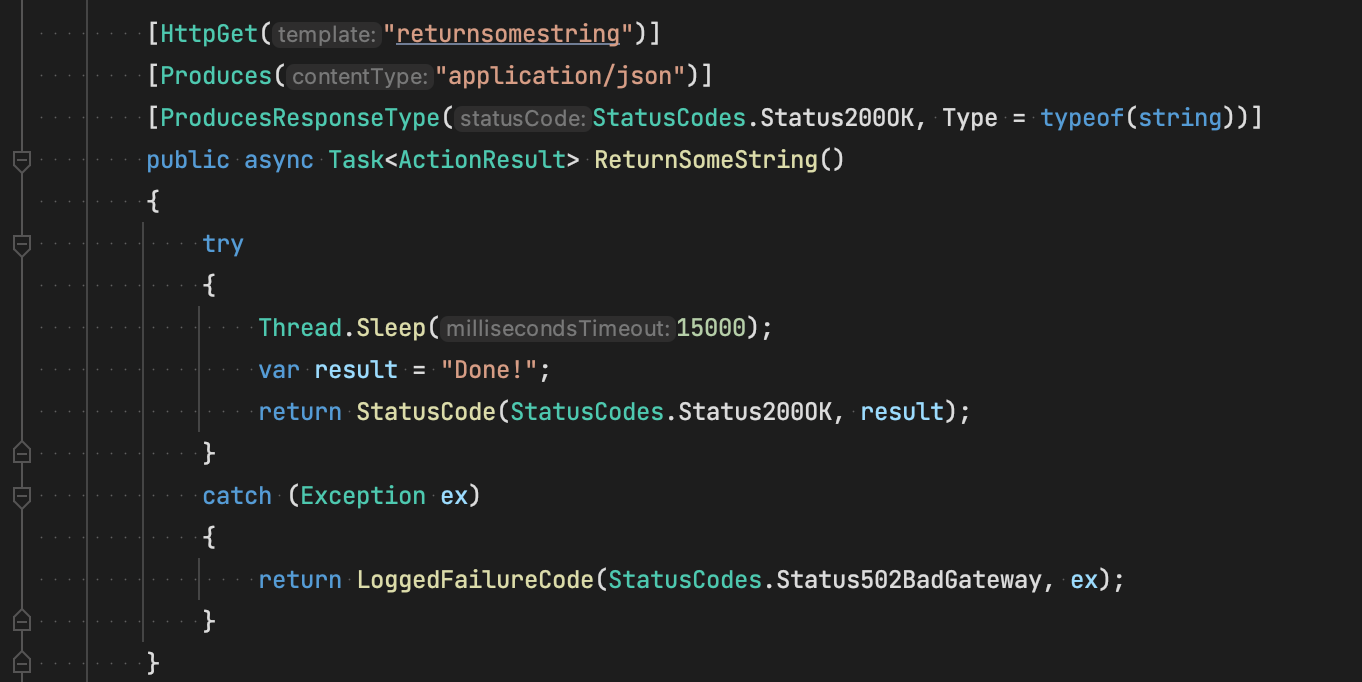 [HttpGet(template:"returnsomestring")]
[Produces(contentType:"application/json")]
[ProducesResponseType(statusCode:StatusCodes.Status200OK, Type = typeof(string))]
public async Task<ActionResult> ReturnSomeString()
{
try
{
Thread.Sleep(millisecondsTimeout:15000);
var result = "Done!";
return StatusCode(StatusCodes.Status200OK, result);
}
catch (Exception ex)
{
return LoggedFailureCode(StatusCodes.Status502BadGateway, ex);
}
}